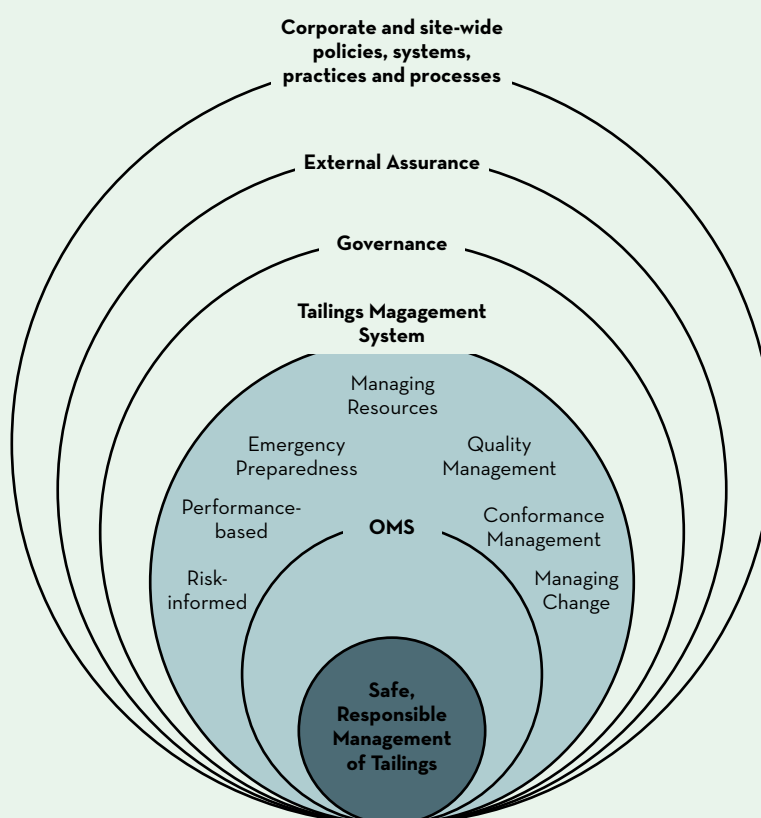 Corporate and site-wide
policies, systems,
practices and processes
External Assurance
Governance
Tailings Magagement
System
Managing
Resources
Emergency
Preparedness
Quality
Management
Performance-
based
OMS
Conformance
Management
Risk-
informed
Managing
Change
Safe,
Responsible
Management
of Tailings